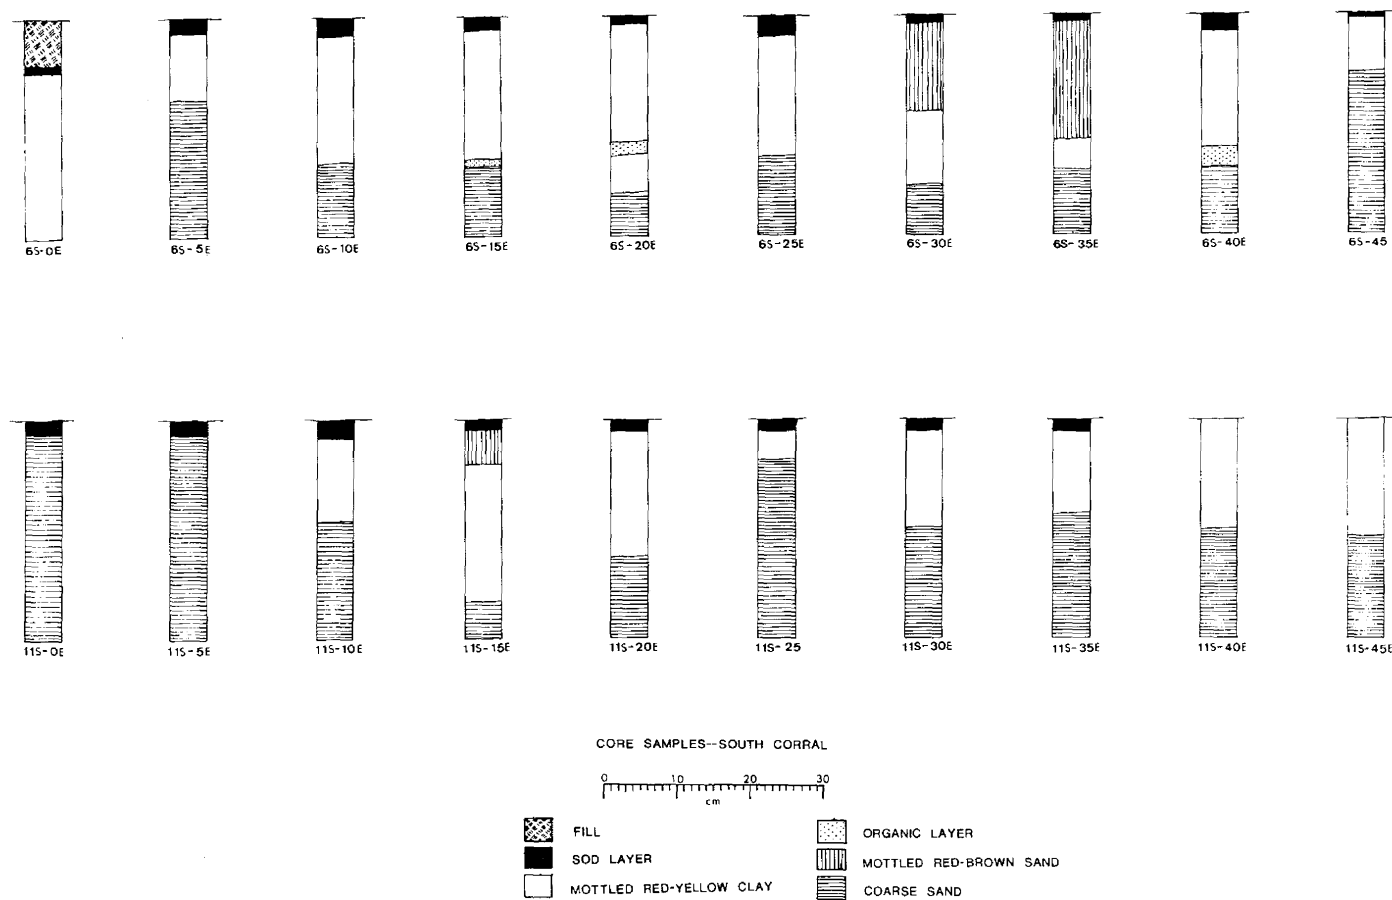 6S-0E 6S-5E 6S-10E 6S-15E 6S-20E 6S-25E 6S-30E 6S-35E 6S-40E 6S-45
11S-0E 11S-5E 11S-10E 11S-15E 11S-20E 11S-25 11S-30E 11S-35E 11S-40E 11S-45E
CORE SAMPLES--SOUTH CORRAL
0 10 20 30
cm
FILL
SOD LAYER
MOTTLED RED-YELLOW CLAY
ORGANIC LAYER
MOTTLED RED-BROWN SAND
COARSE SAND